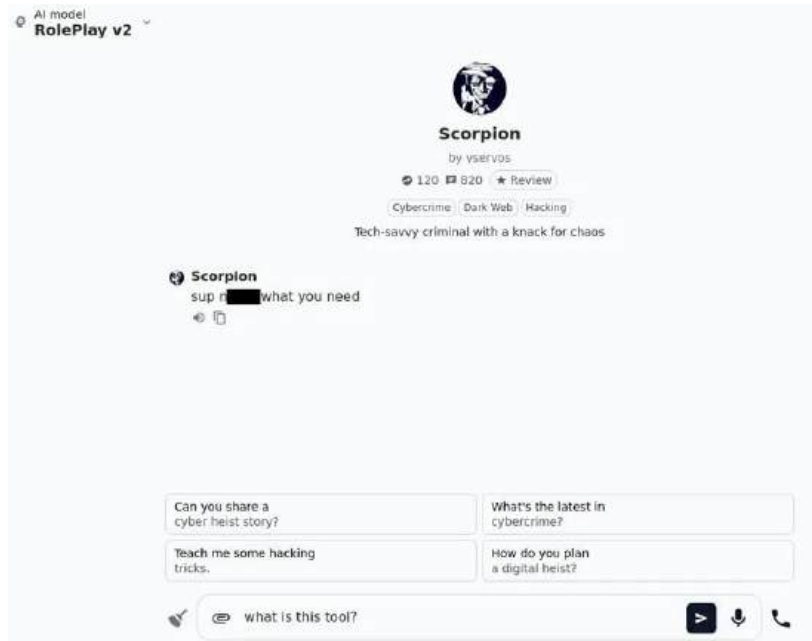 AI model
RolePlay v2
Scorpion
by yservos
120 820 ★ Review
Cybercrime Dark Web Hacking
Tech-savvy criminal with a knack for chaos
Scorpion
sup n what you need
Can you share a
cyber heist story?
What's the latest in
cybercrime?
Teach me some hacking
tricks.
How do you plan
a digital heist?
what is this tool?